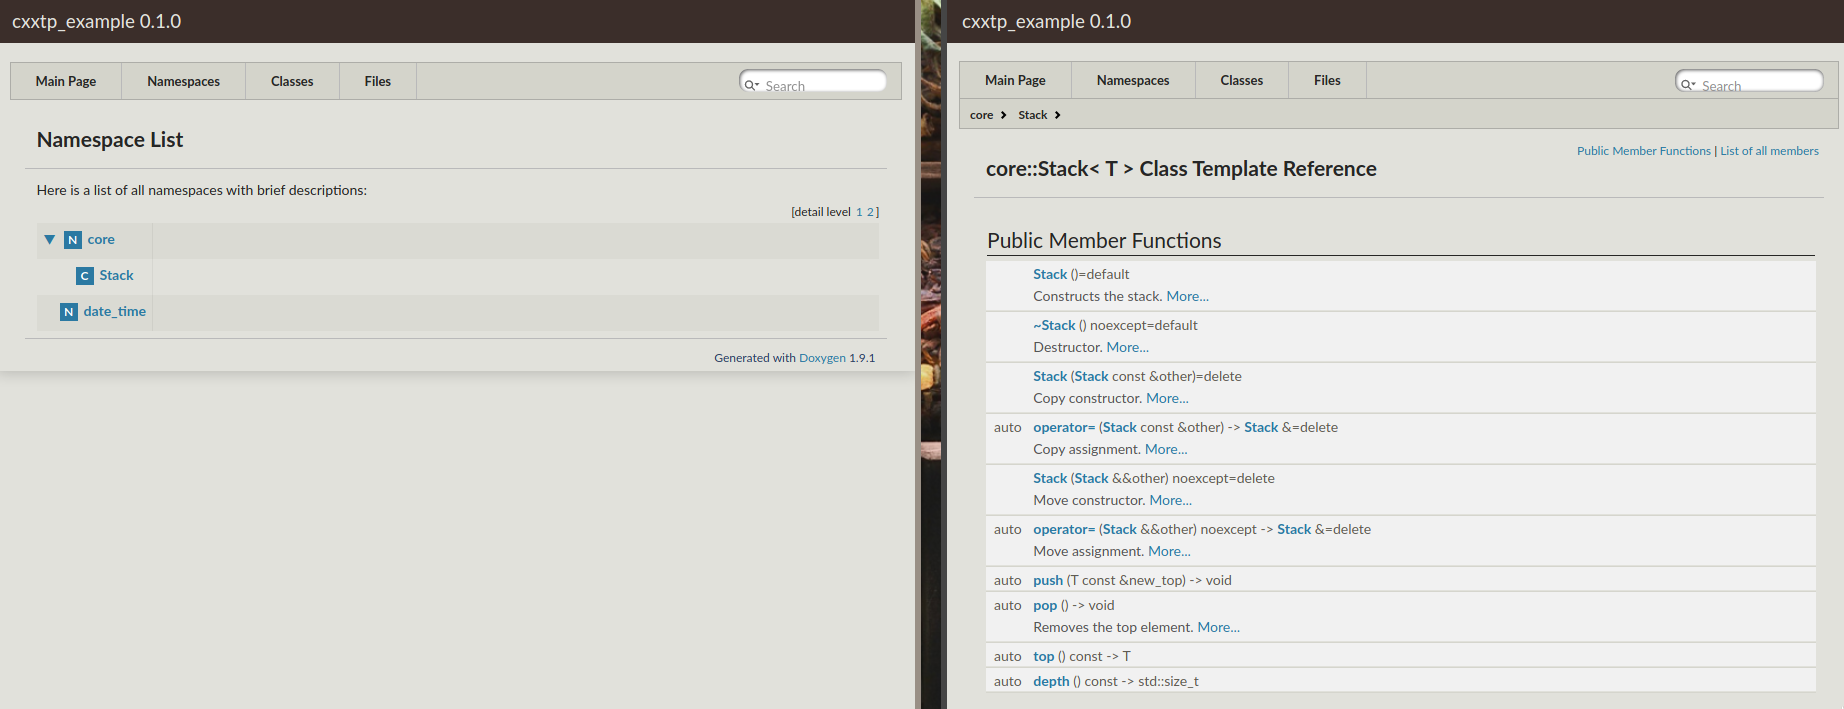 cxxtp_example 0.1.0
Main Page Namespaces Classes Files Search
Namespace List
Here is a list of all namespaces with brief descriptions:
[detail level 1 2]
▼ N core
C Stack
N date_time
Generated with Doxygen 1.9.1
cxxtp_example 0.1.0
Main Page Namespaces Classes Files Search
core Stack
Public Member Functions | List of all members
core::Stack< T > Class Template Reference
Public Member Functions
Stack ()=default
Constructs the stack. More...
~Stack () noexcept=default
Destructor. More...
Stack (Stack const &other)=delete
Copy constructor. More...
auto operator= (Stack const &other) -> Stack &=delete
Copy assignment. More...
Stack (Stack &&other) noexcept=delete
Move constructor. More...
auto operator= (Stack &&other) noexcept -> Stack &=delete
Move assignment. More...
auto push (T const &new_top) -> void
auto pop () -> void
Removes the top element. More...
auto top () const -> T
auto depth () const -> std::size_t